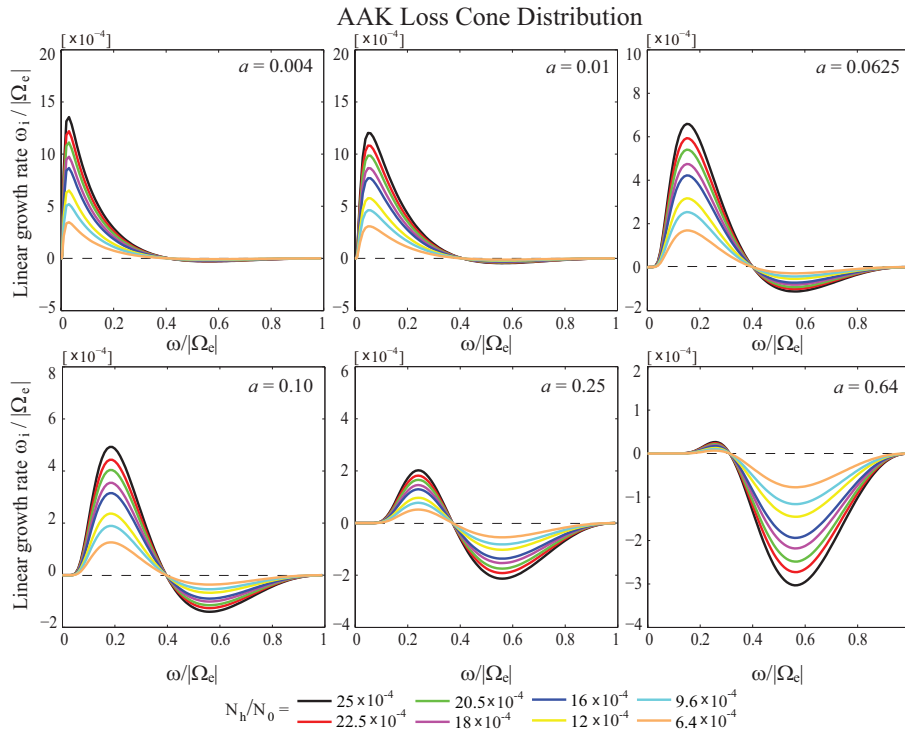 AAK Loss Cone Distribution
[×10⁻⁴] [×10⁻⁴] [×10⁻⁴]
Linear growth rate ωᵢ/|Ωₑ|
20 15 10 5 0 −5
a = 0.004
0 0.2 0.4 0.6 0.8 1
ω/|Ωₑ|
20 15 10 5 0 −5
a = 0.01
0 0.2 0.4 0.6 0.8 1
ω/|Ωₑ|
10 8 6 4 2 0 −2
a = 0.0625
0 0.2 0.4 0.6 0.8 1
ω/|Ωₑ|
[×10⁻⁴] [×10⁻⁴] [×10⁻⁴]
Linear growth rate ωᵢ/|Ωₑ|
8 6 4 2 0 −2
a = 0.10
0 0.2 0.4 0.6 0.8 1
ω/|Ωₑ|
6 4 2 0 −2 −4
a = 0.25
0 0.2 0.4 0.6 0.8 1
ω/|Ωₑ|
2 1 0 −1 −2 −3 −4
a = 0.64
0 0.2 0.4 0.6 0.8 1
ω/|Ωₑ|
N_h/N_0 =
25×10⁻⁴ 20.5×10⁻⁴ 16×10⁻⁴ 9.6×10⁻⁴
22.5×10⁻⁴ 18×10⁻⁴ 12×10⁻⁴ 6.4×10⁻⁴